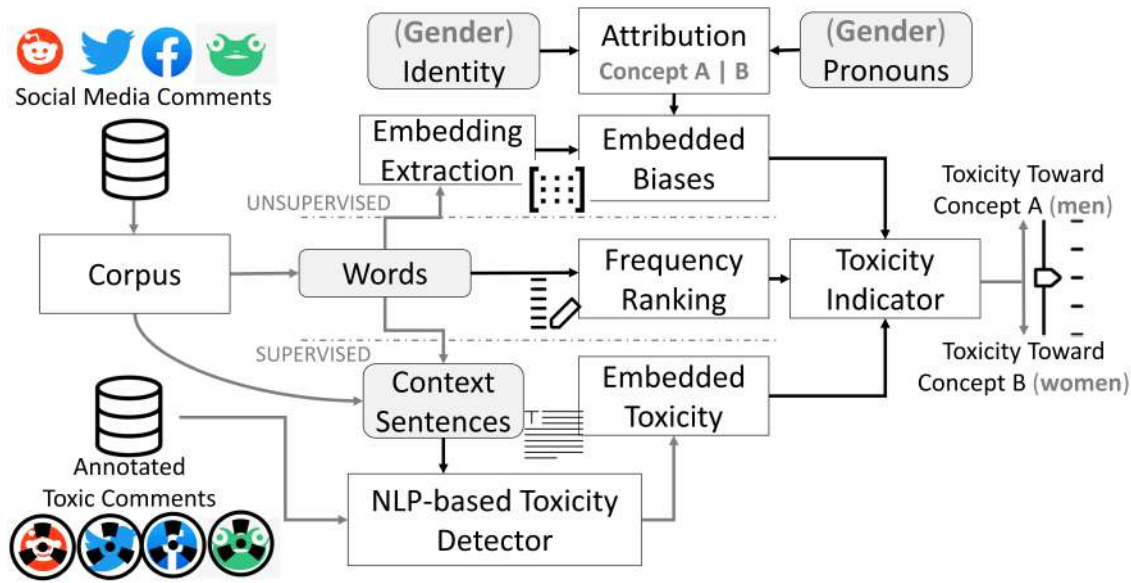 (Gender)
Identity
Attribution
Concept A | B
(Gender)
Pronouns
Social Media Comments
Embedding
Extraction
Embedded
Biases
UNSUPERVISED
Toxicity Toward
Concept A (men)
Corpus
Words
Frequency
Ranking
Toxicity
Indicator
SUPERVISED
Toxicity Toward
Concept B (women)
Context
Sentences
Embedded
Toxicity
Annotated
Toxic Comments
NLP-based Toxicity
Detector